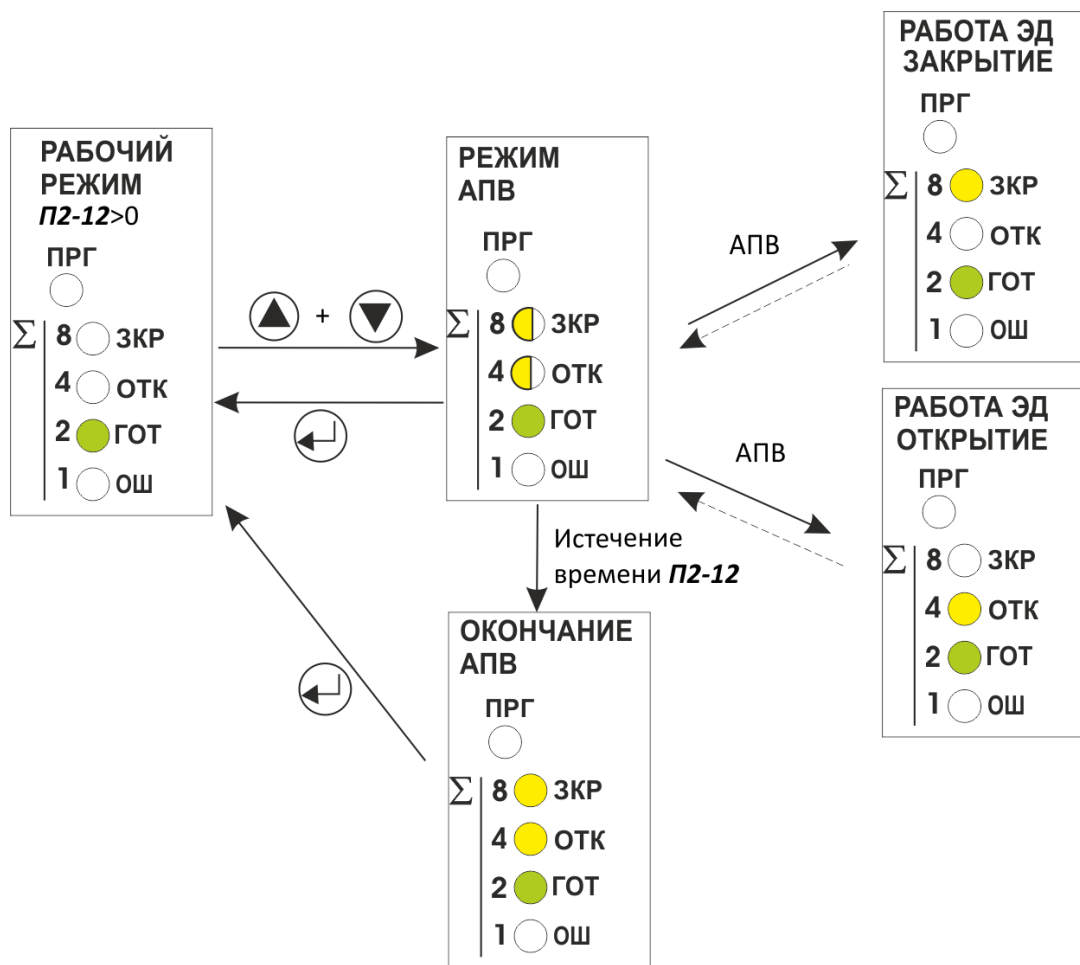 РАБОЧИЙ
РЕЖИМ
П2-12>0
ПРГ
Σ
8 ЗКР
4 ОТК
2 ГОТ
1 ОШ
+
РЕЖИМ
АПВ
ПРГ
Σ
8 ЗКР
4 ОТК
2 ГОТ
1 ОШ
АПВ
РАБОТА ЭД
ЗАКРЫТИЕ
ПРГ
Σ
8 ЗКР
4 ОТК
2 ГОТ
1 ОШ
АПВ
РАБОТА ЭД
ОТКРЫТИЕ
ПРГ
Σ
8 ЗКР
4 ОТК
2 ГОТ
1 ОШ
Истечение
времени П2-12
ОКОНЧАНИЕ
АПВ
ПРГ
Σ
8 ЗКР
4 ОТК
2 ГОТ
1 ОШ